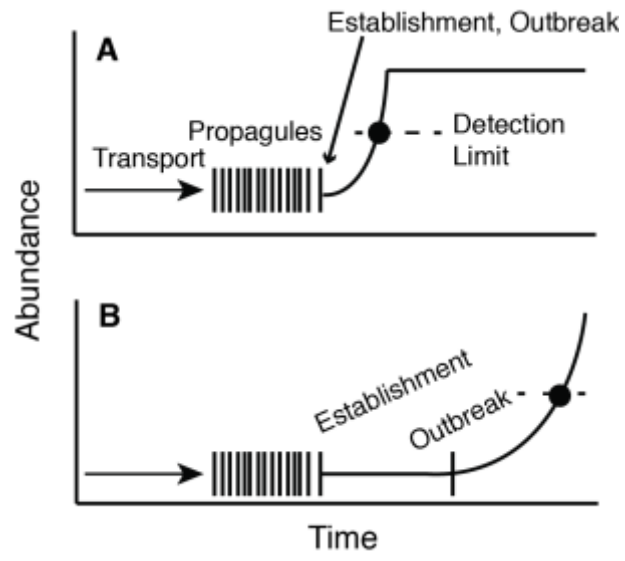 Establishment, Outbreak
A
Propagules
Detection
Limit
Transport
Abundance
B
Establishment
Outbreak
Time